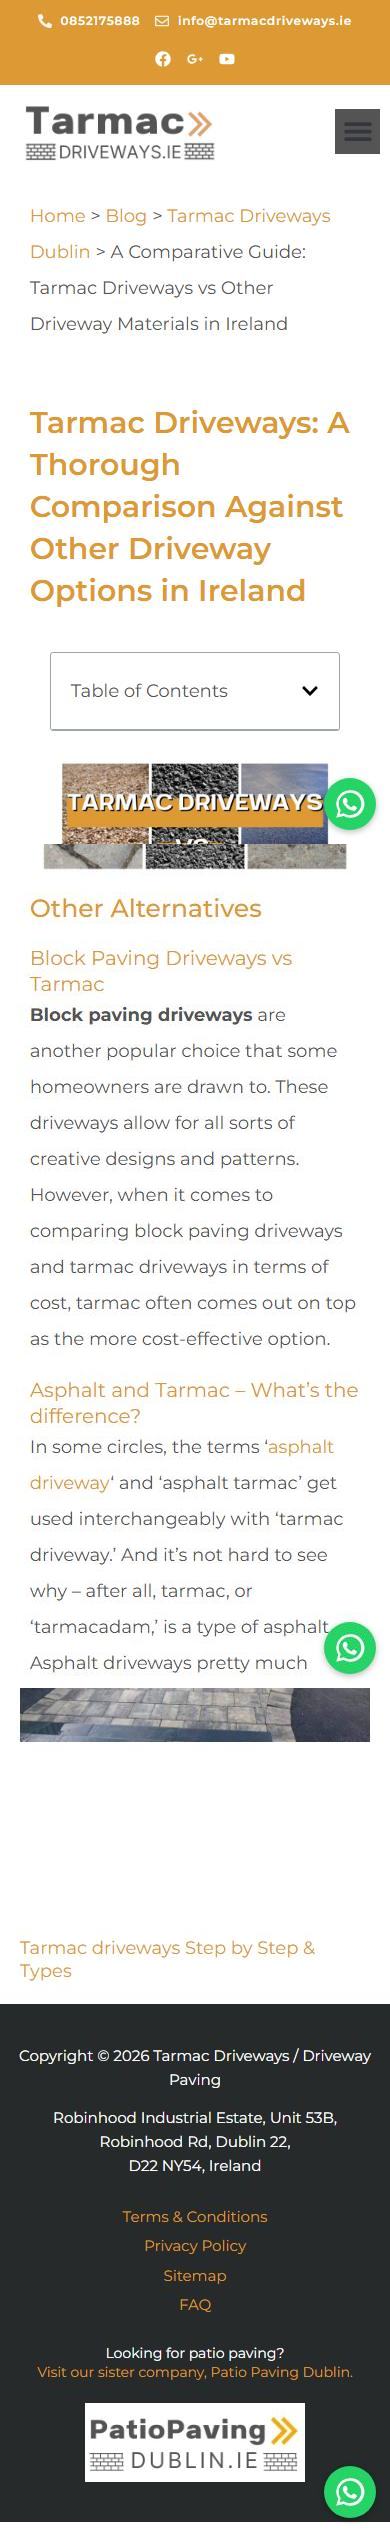 0852175888 info@tarmacdriveways.ie
Tarmac
DRIVEWAYS.IE
Home > Blog > Tarmac Driveways
Dublin > A Comparative Guide:
Tarmac Driveways vs Other
Driveway Materials in Ireland
Tarmac Driveways: A
Thorough
Comparison Against
Other Driveway
Options in Ireland
Table of Contents
TARMAC DRIVEWAYS
Other Alternatives
Block Paving Driveways vs
Tarmac
Block paving driveways are
another popular choice that some
homeowners are drawn to. These
driveways allow for all sorts of
creative designs and patterns.
However, when it comes to
comparing block paving driveways
and tarmac driveways in terms of
cost, tarmac often comes out on top
as the more cost-effective option.
Asphalt and Tarmac – What’s the
difference?
In some circles, the terms ‘asphalt
driveway‘ and ‘asphalt tarmac’ get
used interchangeably with ‘tarmac
driveway.’ And it’s not hard to see
why – after all, tarmac, or
‘tarmacadam,’ is a type of asphalt.
Asphalt driveways pretty much
Tarmac driveways Step by Step &
Types
Copyright © 2026 Tarmac Driveways / Driveway
Paving
Robinhood Industrial Estate, Unit 53B,
Robinhood Rd, Dublin 22,
D22 NY54, Ireland
Terms & Conditions
Privacy Policy
Sitemap
FAQ
Looking for patio paving?
Visit our sister company, Patio Paving Dublin.
PatioPaving
DUBLIN.IE